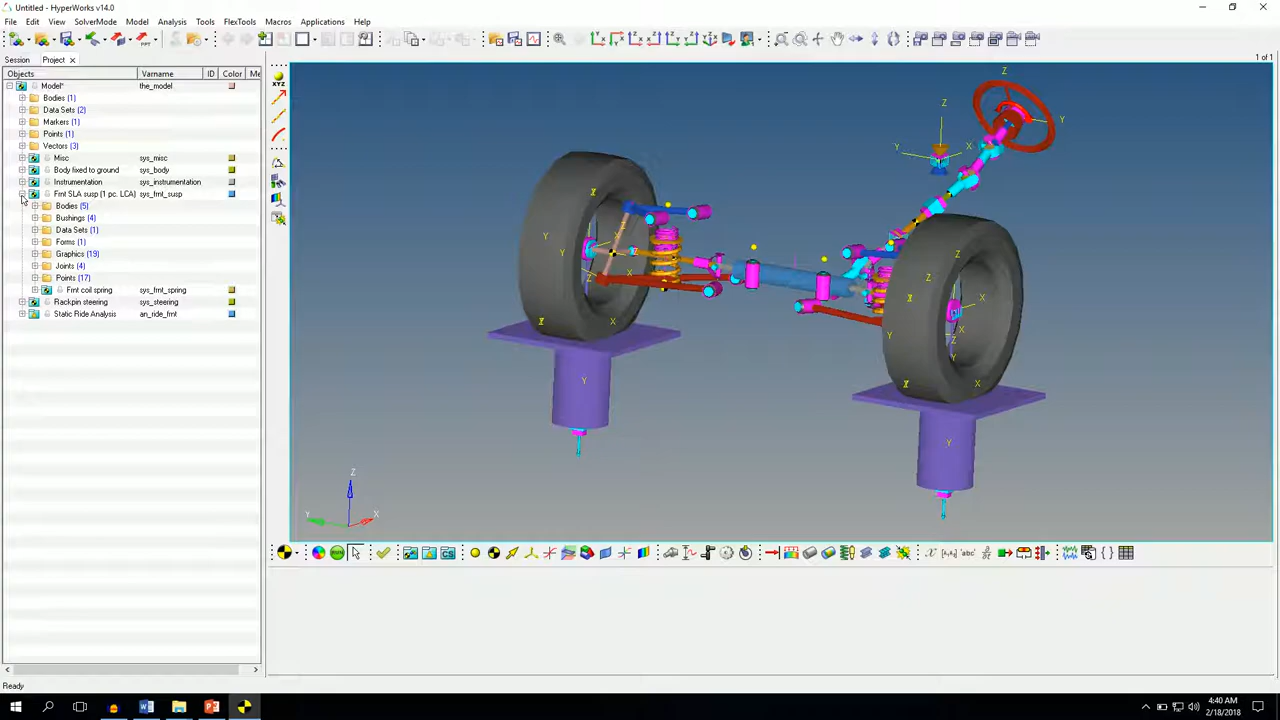 Untitled - HyperWorks v14.0
File Edit View SolverMode Model Analysis Tools FlexTools Macros Applications Help
Session Project
1 of 1
Objects Varname ID Color Me
Model* the_model
Bodies (1)
Data Sets (2)
Markers (1)
Points (1)
Vectors (3)
Misc sys_misc
Body fixed to ground sys_body
Instrumentation sys_instrumentation
Frnt SLA susp (1 pc. LCA) sys_frnt_susp
Bodies (5)
Bushings (4)
Data Sets (1)
Forms (1)
Graphics (19)
Joints (4)
Points (17)
Frnt coil spring sys_frnt_spring
Rackpin steering sys_steering
Static Ride Analysis an_ride_frnt
Z
Y
Z
Y
X
Z
Y
Y
X
Z
X
Z
Z
X
X
Y
X
Z
Z
X
Y
Y
Z
Y
X
Ready
4:40 AM
2/18/2018